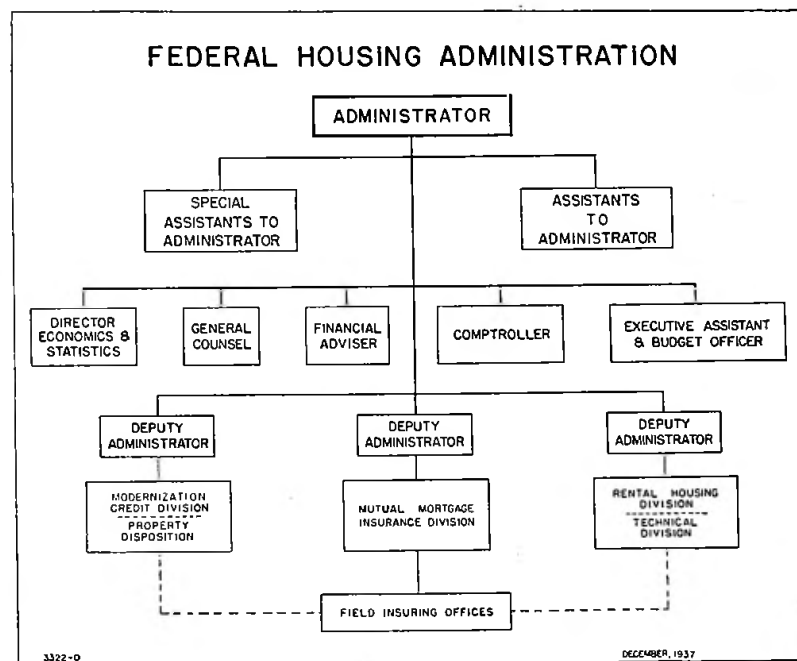 FEDERAL HOUSING ADMINISTRATION
ADMINISTRATOR
SPECIAL
ASSISTANTS TO
ADMINISTRATOR
ASSISTANTS
TO
ADMINISTRATOR
DIRECTOR
ECONOMICS &
STATISTICS
GENERAL
COUNSEL
FINANCIAL
ADVISER
COMPTROLLER
EXECUTIVE ASSISTANT
& BUDGET OFFICER
DEPUTY
ADMINISTRATOR
DEPUTY
ADMINISTRATOR
DEPUTY
ADMINISTRATOR
MODERNIZATION
CREDIT DIVISION
PROPERTY
DISPOSITION
MUTUAL MORTGAGE
INSURANCE DIVISION
RENTAL HOUSING
DIVISION
TECHNICAL
DIVISION
FIELD INSURING OFFICES
3322-D
DECEMBER, 1937